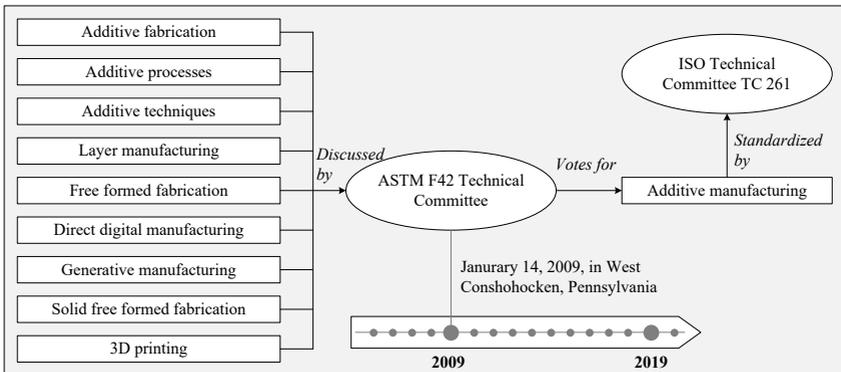 Additive fabrication
Additive processes
Additive techniques
Layer manufacturing
Free formed fabrication
Direct digital manufacturing
Generative manufacturing
Solid free formed fabrication
3D printing
Discussed
by
ASTM F42 Technical
Committee
Votes for
Additive manufacturing
Standardized
by
ISO Technical
Committee TC 261
Janurary 14, 2009, in West
Conshohocken, Pennsylvania
2009
2019